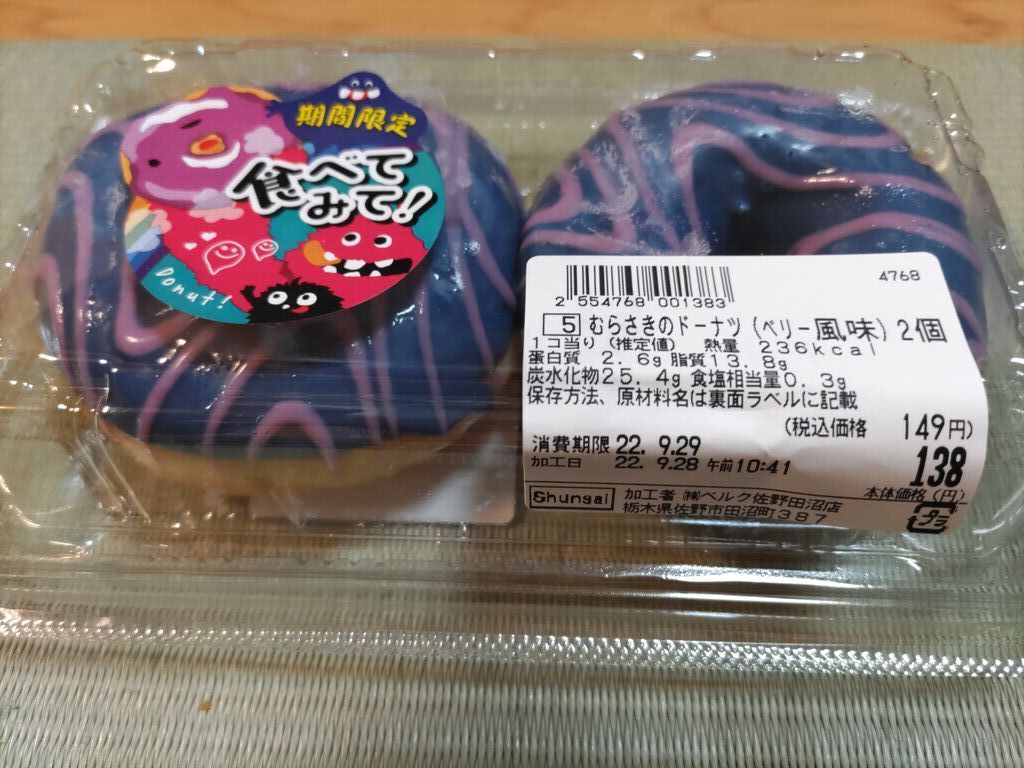 期間限定
食べて
みて!
Donut!
4768
2 554768 001383
5 むらさきのドーナツ(ベリー風味)2個
1コ当り(推定値) 熱量 236kcal
蛋白質 2.6g 脂質13.8g
炭水化物25.4g 食塩相当量0.3g
保存方法、原材料名は裏面ラベルに記載
(税込価格 149円)
消費期限 22. 9.29
138
加工日 22. 9.28 午前10:41
本体価格(円)
Shunsai 加工者 ㈱ベルク佐野田沼店
栃木県佐野市田沼町387
プラ